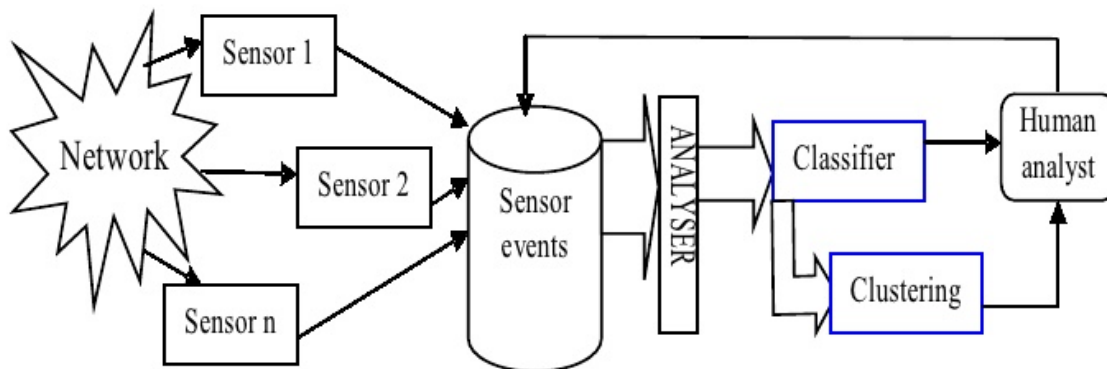 Network
Sensor 1
Sensor 2
Sensor n
Sensor
events
ANALYSER
Classifier
Clustering
Human
analyst